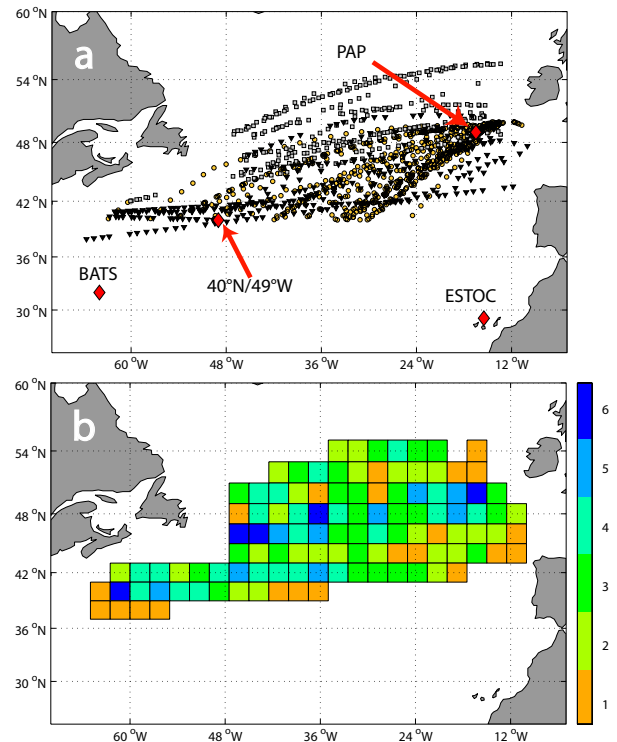 60 °N
54 °N
48 °N
42 °N
36 °N
30 °N
a
PAP
BATS
40°N/49°W
ESTOC
60 °W
48 °W
36 °W
24 °W
12 °W
60 °N
54 °N
48 °N
42 °N
36 °N
30 °N
b
60 °W
48 °W
36 °W
24 °W
12 °W
6
5
4
3
2
1